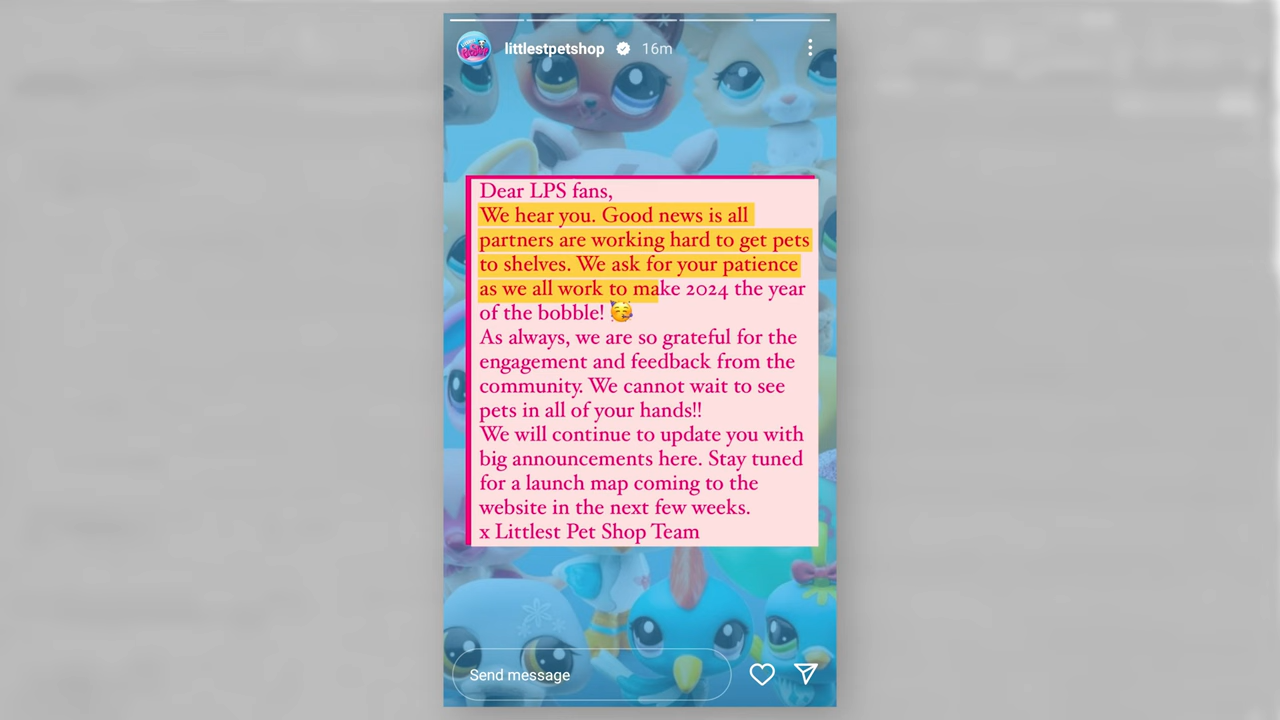 littlestpetshop 16m
Dear LPS fans,
We hear you. Good news is all
partners are working hard to get pets
to shelves. We ask for your patience
as we all work to make 2024 the year
of the bobble! 🥳
As always, we are so grateful for the
engagement and feedback from the
community. We cannot wait to see
pets in all of your hands!!
We will continue to update you with
big announcements here. Stay tuned
for a launch map coming to the
website in the next few weeks.
x Littlest Pet Shop Team
Send message